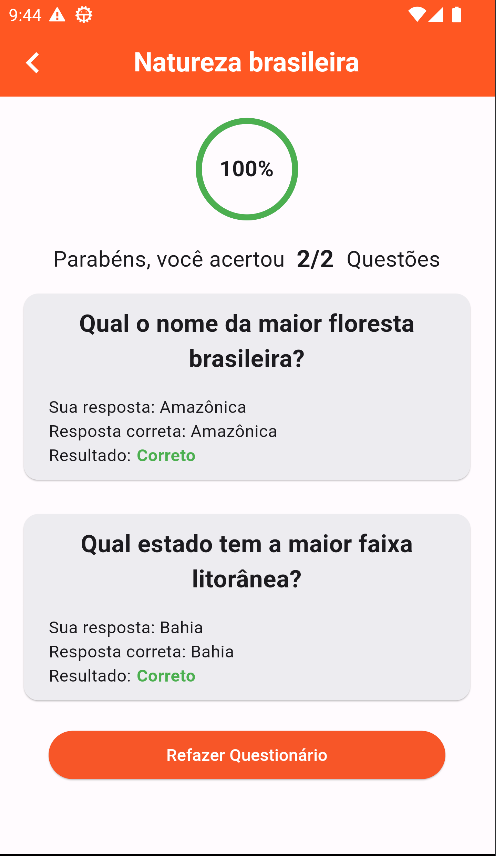 9:44
Natureza brasileira
100%
Parabéns, você acertou 2/2 Questões
Qual o nome da maior floresta
brasileira?
Sua resposta: Amazônica
Resposta correta: Amazônica
Resultado: Correto
Qual estado tem a maior faixa
litorânea?
Sua resposta: Bahia
Resposta correta: Bahia
Resultado: Correto
Refazer Questionário